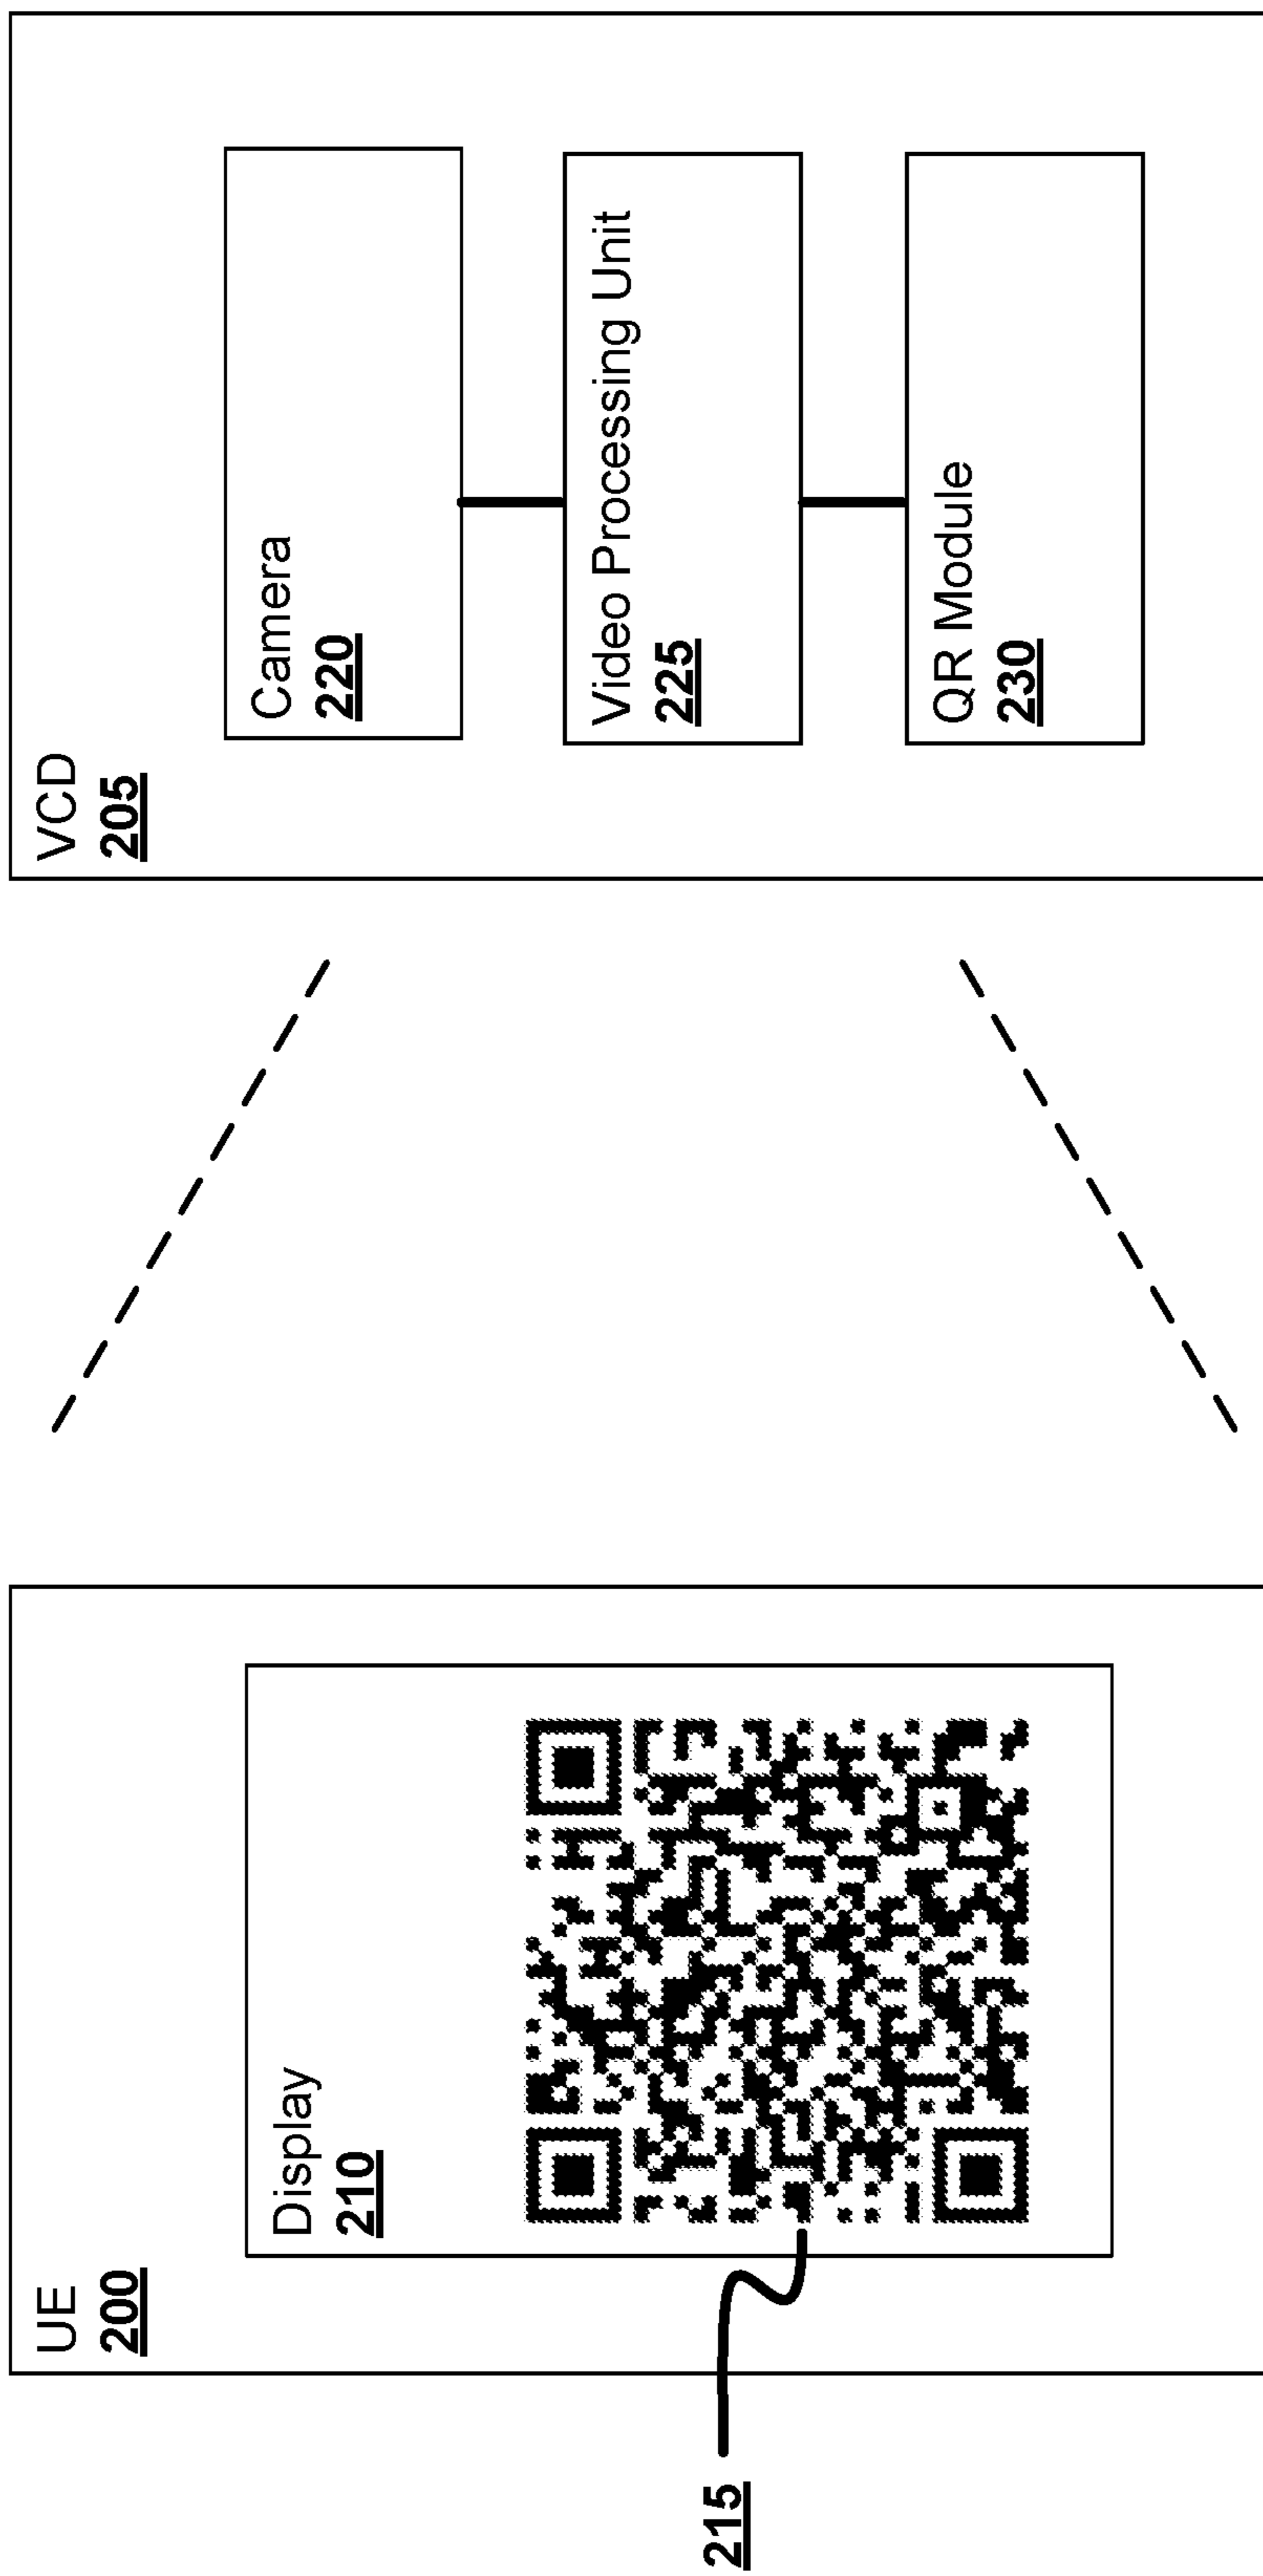 UE
200
Display
210
215
VCD
205
Camera
220
Video Processing Unit
225
QR Module
230